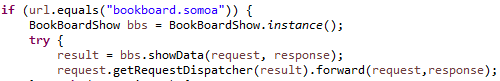 if (url.equals("bookboard.somoa")) {
BookBoardShow bbs = BookBoardShow.instance();
try {
result = bbs.showData(request, response);
request.getRequestDispatcher(result).forward(request,response);